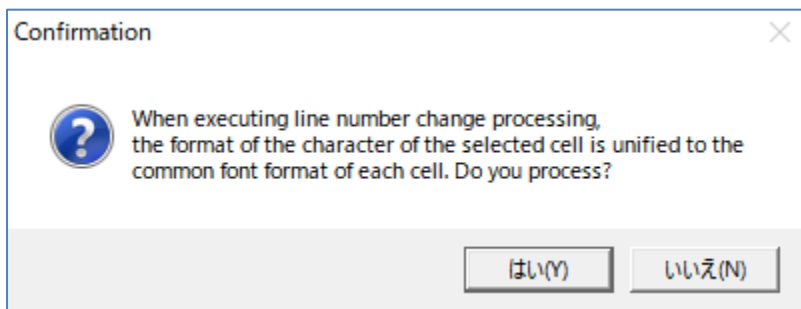 Confirmation
When executing line number change processing,
the format of the character of the selected cell is unified to the
common font format of each cell. Do you process?
はい(Y)
いいえ(N)